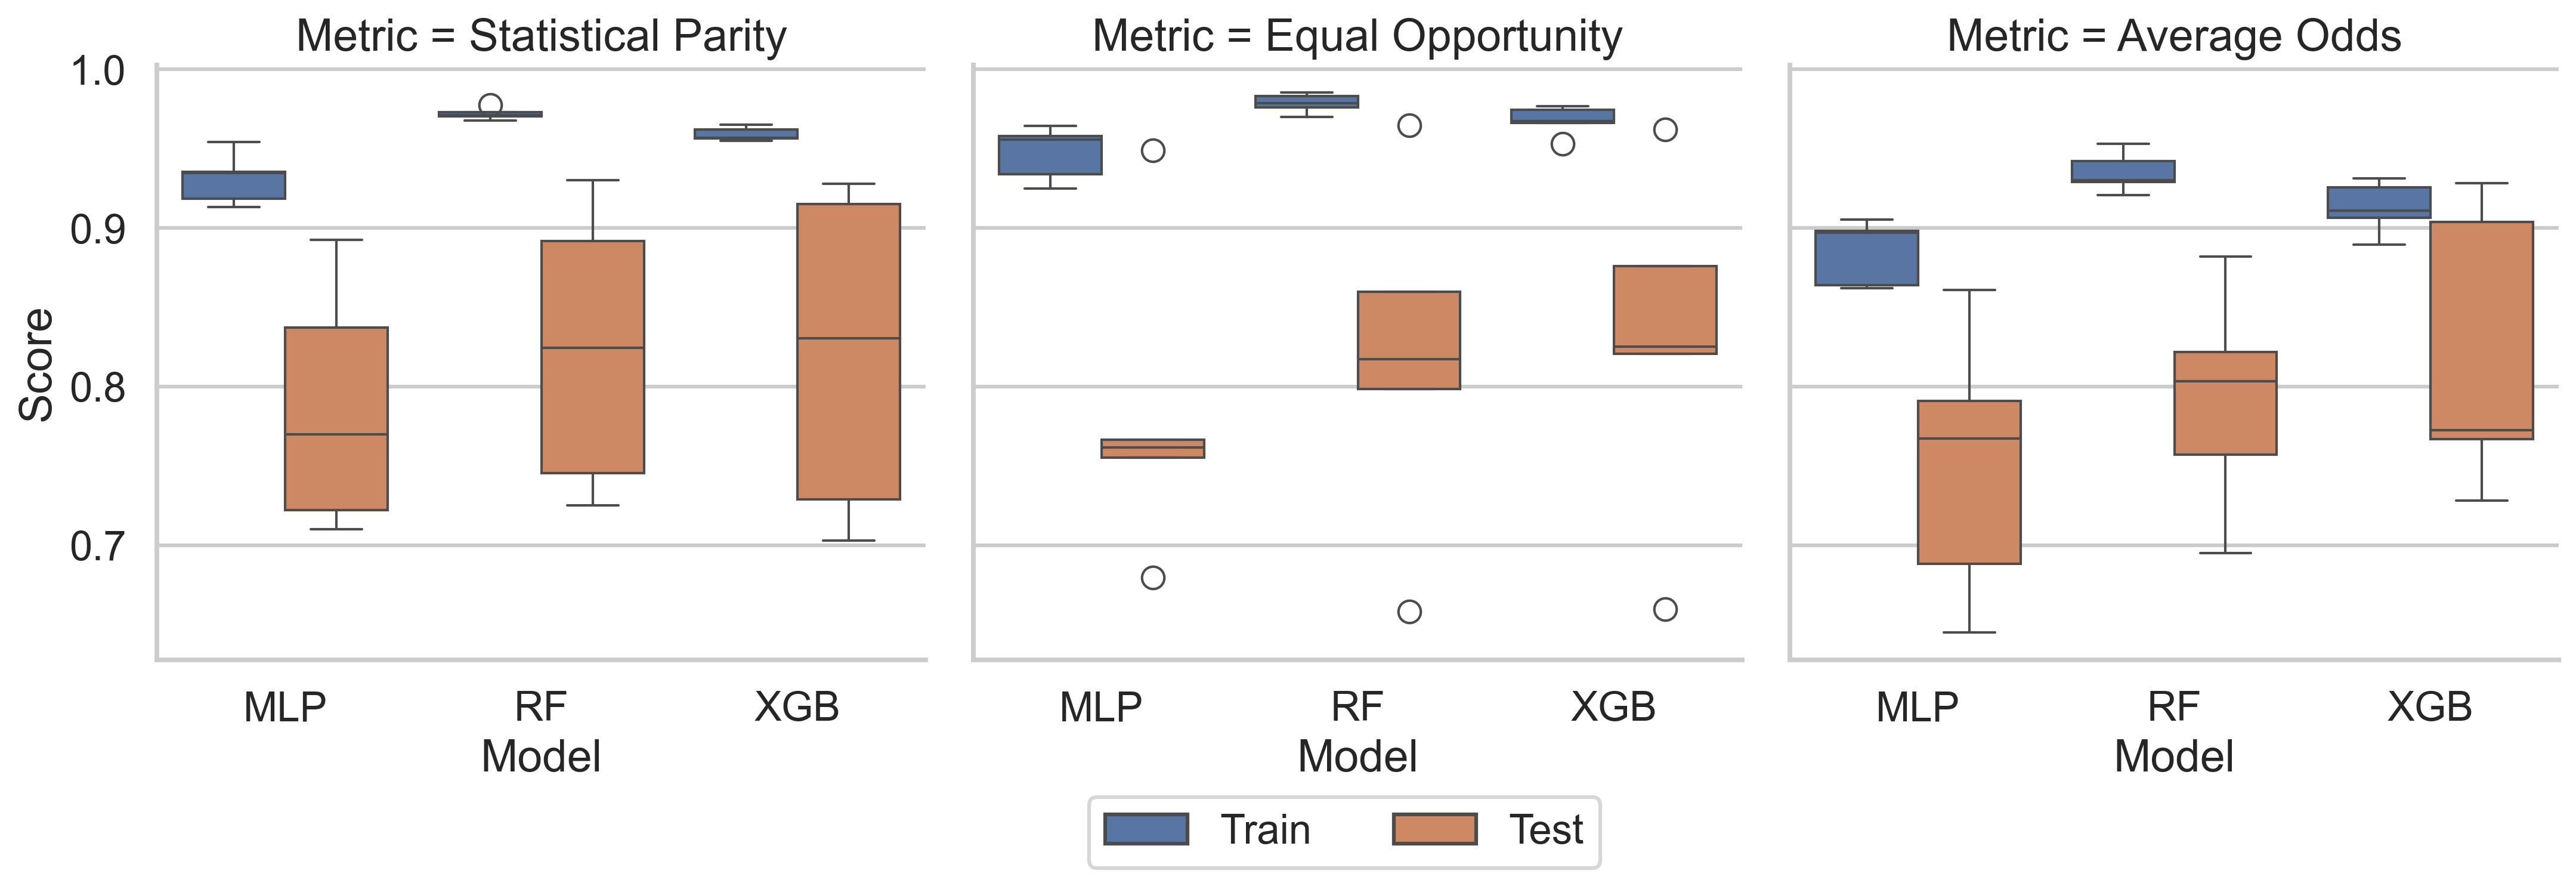 Metric = Statistical Parity
Metric = Equal Opportunity
Metric = Average Odds
1.0
0.9
0.8
0.7
Score
MLP RF XGB
MLP RF XGB
MLP RF XGB
Model
Model
Model
Train Test